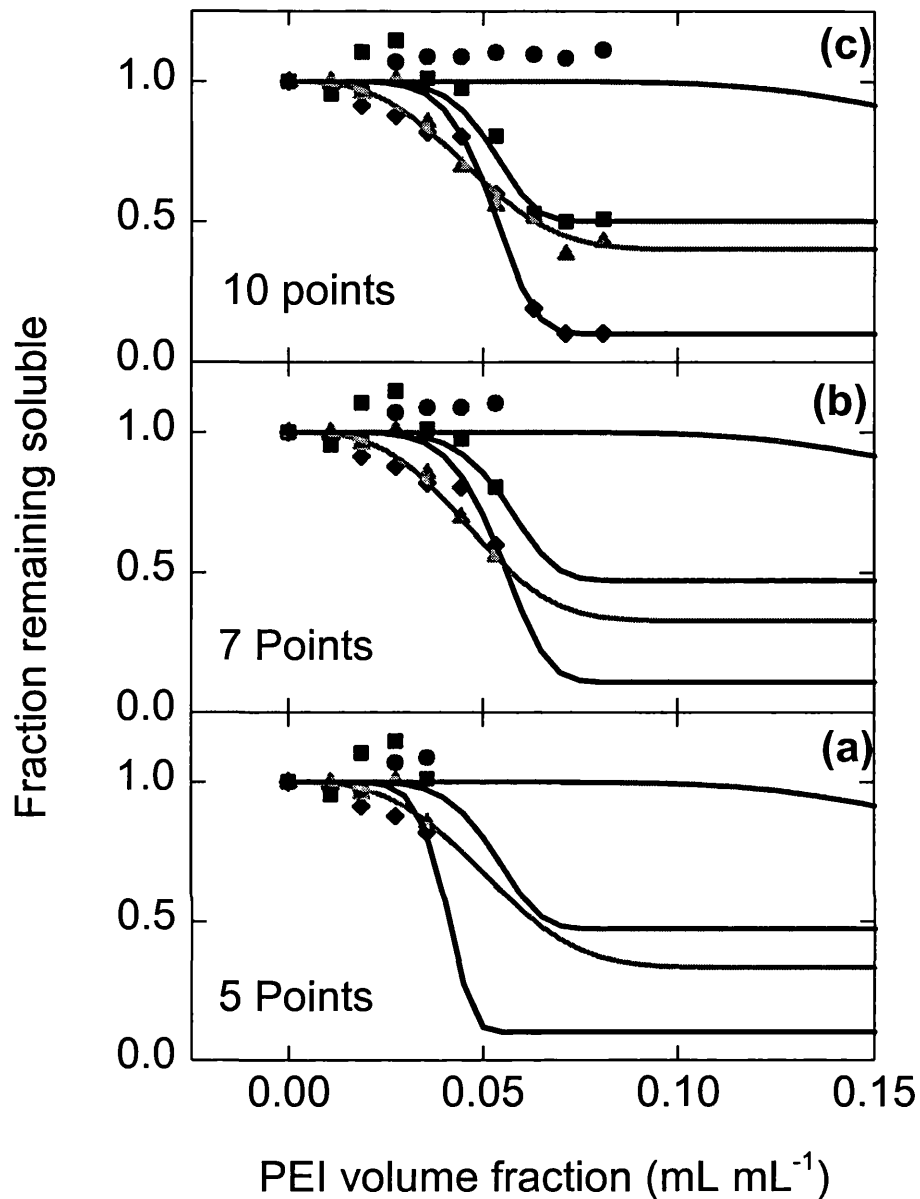 (c)
1.0
0.5
10 points
0.0
(b)
1.0
0.5
7 Points
0.0
(a)
1.0
0.5
5 Points
0.0
0.00 0.05 0.10 0.15
Fraction remaining soluble
PEI volume fraction (mL mL⁻¹)